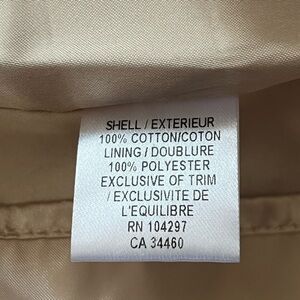 SHELL / EXTERIEUR
100% COTTON/COTON
LINING / DOUBLURE
100% POLYESTER
EXCLUSIVE OF TRIM
/ EXCLUSIVITE DE
L'EQUILIBRE
RN 104297
CA 34460